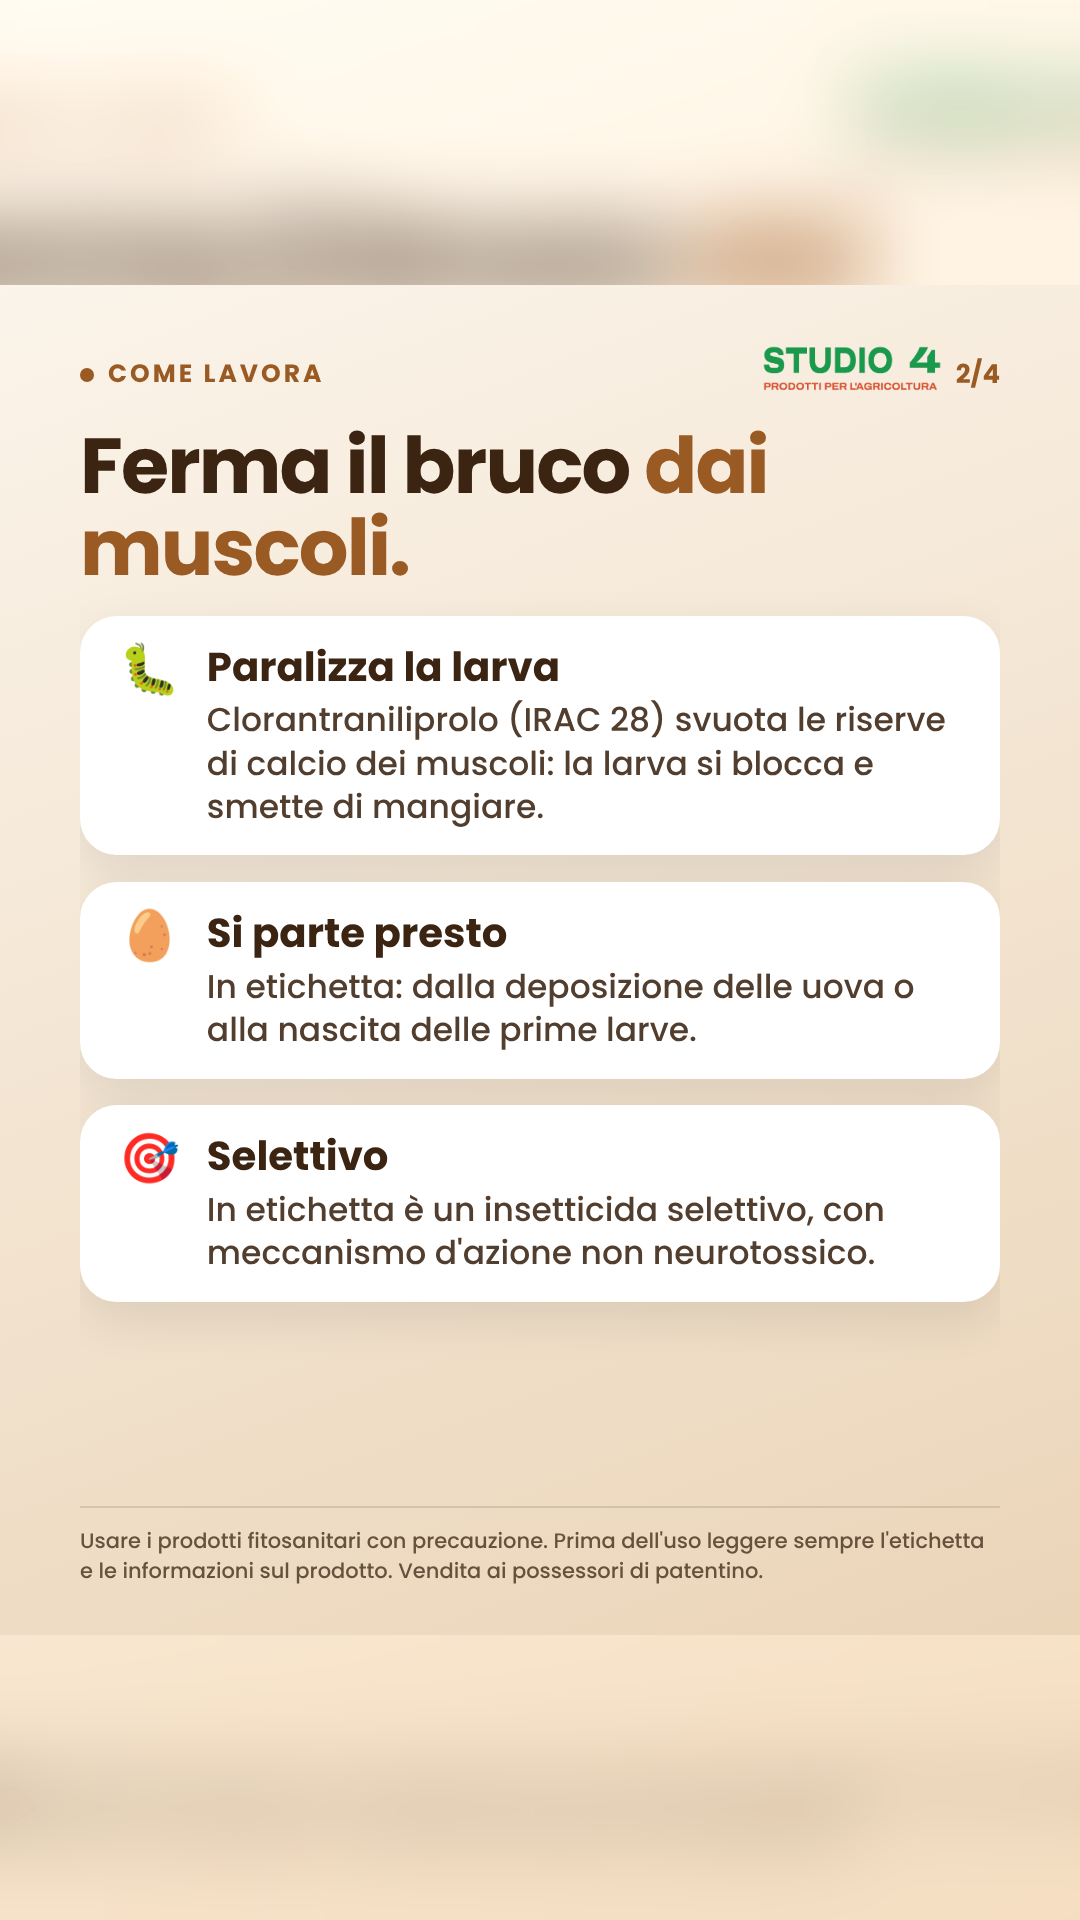 COME LAVORA
STUDIO 4
PRODOTTI PER L'AGRICOLTURA
2/4
Ferma il bruco dai
muscoli.
Paralizza la larva
Clorantraniliprolo (IRAC 28) svuota le riserve
di calcio dei muscoli: la larva si blocca e
smette di mangiare.
Si parte presto
In etichetta: dalla deposizione delle uova o
alla nascita delle prime larve.
Selettivo
In etichetta è un insetticida selettivo, con
meccanismo d'azione non neurotossico.
Usare i prodotti fitosanitari con precauzione. Prima dell'uso leggere sempre l'etichetta
e le informazioni sul prodotto. Vendita ai possessori di patentino.